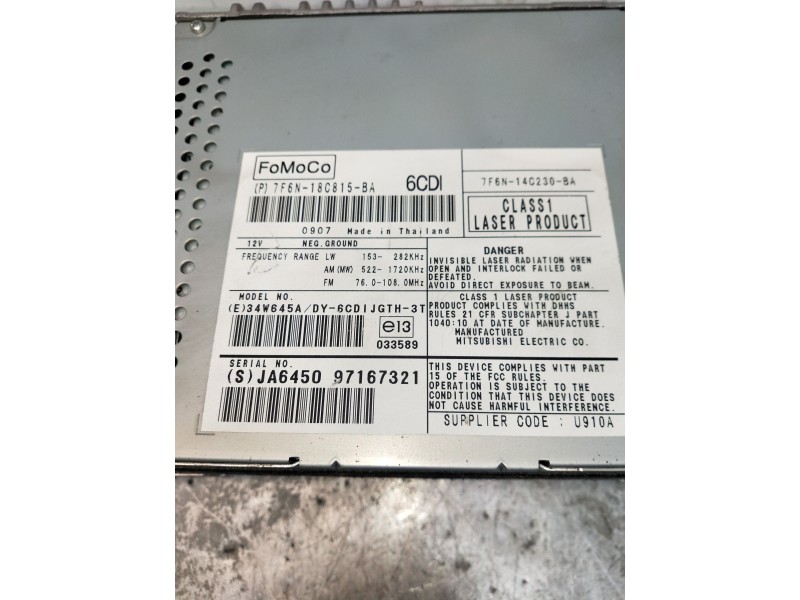 FoMoCo
(P) 7F6N-18C815-BA 6CDI
0907 Made in Thailand
7F6N-14C230-BA
CLASS1
LASER PRODUCT
12V NEG.GROUND
FREQUENCY RANGE LW 153- 282KHz
AM (MW) 522-1720KHz
FM 76.0-108.0MHz
DANGER
INVISIBLE LASER RADIATION WHEN
OPEN AND INTERLOCK FAILED OR
DEFEATED.
AVOID DIRECT EXPOSURE TO BEAM.
MODEL NO.
(E)34W645A/DY-6CDIJGTH-3T
e13
033589
CLASS 1 LASER PRODUCT
PRODUCT COMPLIES WITH DHHS
RULES 21 CFR SUBCHAPTER J PART
1040:10 AT DATE OF MANUFACTURE.
MANUFACTURED
MITSUBISHI ELECTRIC CO.
SERIAL NO.
(S)JA6450 97167321
THIS DEVICE COMPLIES WITH PART
15 OF THE FCC RULES.
OPERATION IS SUBJECT TO THE
CONDITION THAT THIS DEVICE DOES
NOT CAUSE HARMFUL INTERFERENCE.
SUPPLIER CODE : U910A